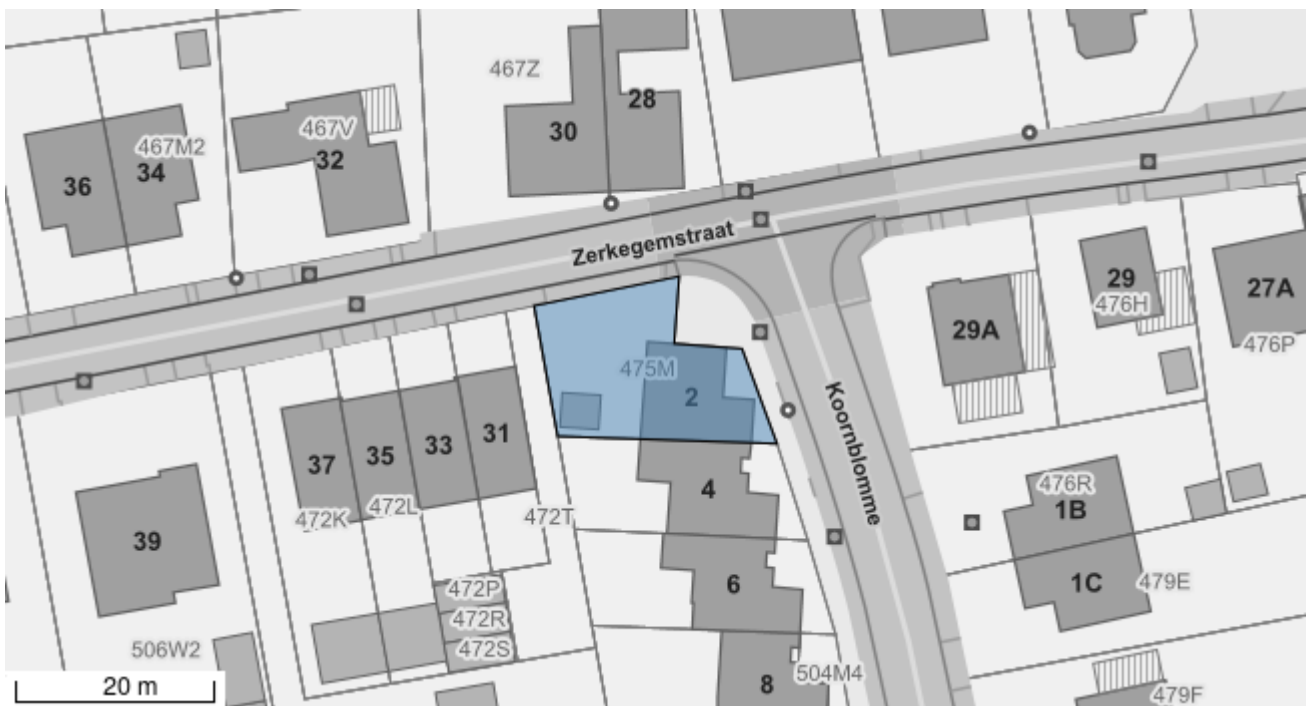 467Z
28
30
467V
32
467M2
34
36
Zerkegemstraat
29
476H
27A
476P
29A
475M
2
Koornblomme
31
33
35
37
472L
472K
472T
4
476R
1B
39
6
1C
479E
472P
472R
472S
506W2
8
504M4
479F
20 m